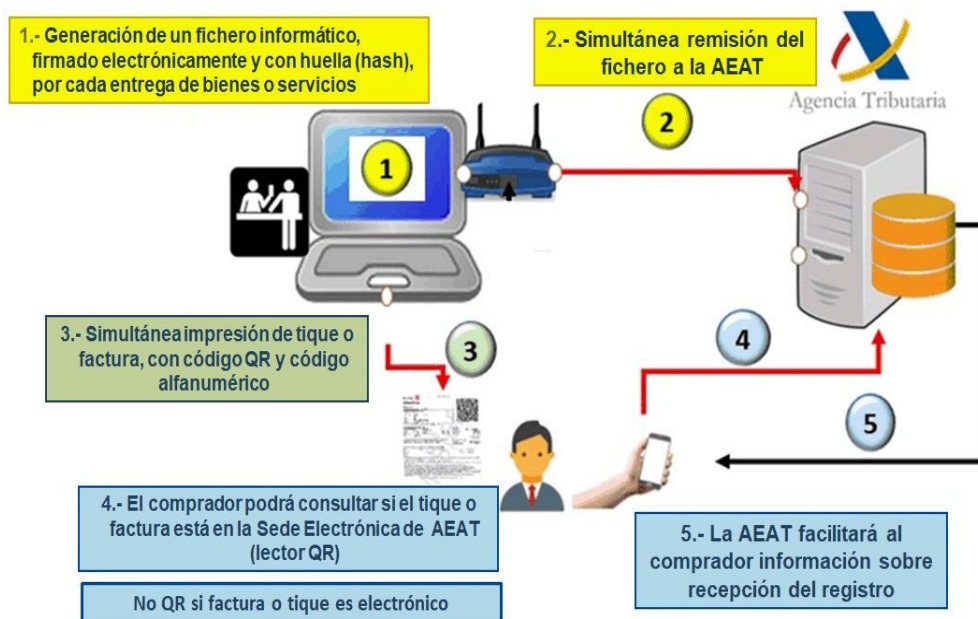 1.- Generación de un fichero informático,
firmado electrónicamente y con huella (hash),
por cada entrega de bienes o servicios
2.- Simultánea remisión del
fichero a la AEAT
Agencia Tributaria
2
1
3.- Simultánea impresión de tique o
factura, con código QR y código
alfanumérico
3
4
5
4.- El comprador podrá consultar si el tique o
factura está en la Sede Electrónica de AEAT
(lector QR)
No QR si factura o tique es electrónico
5.- La AEAT facilitará al
comprador información sobre
recepción del registro